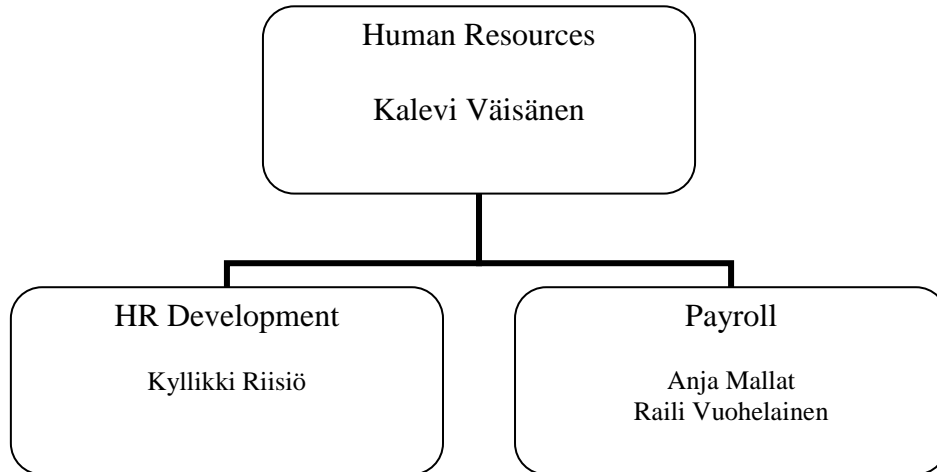 Human Resources
Kalevi Väisänen
HR Development
Kyllikki Riisiö
Payroll
Anja Mallat
Raili Vuohelainen